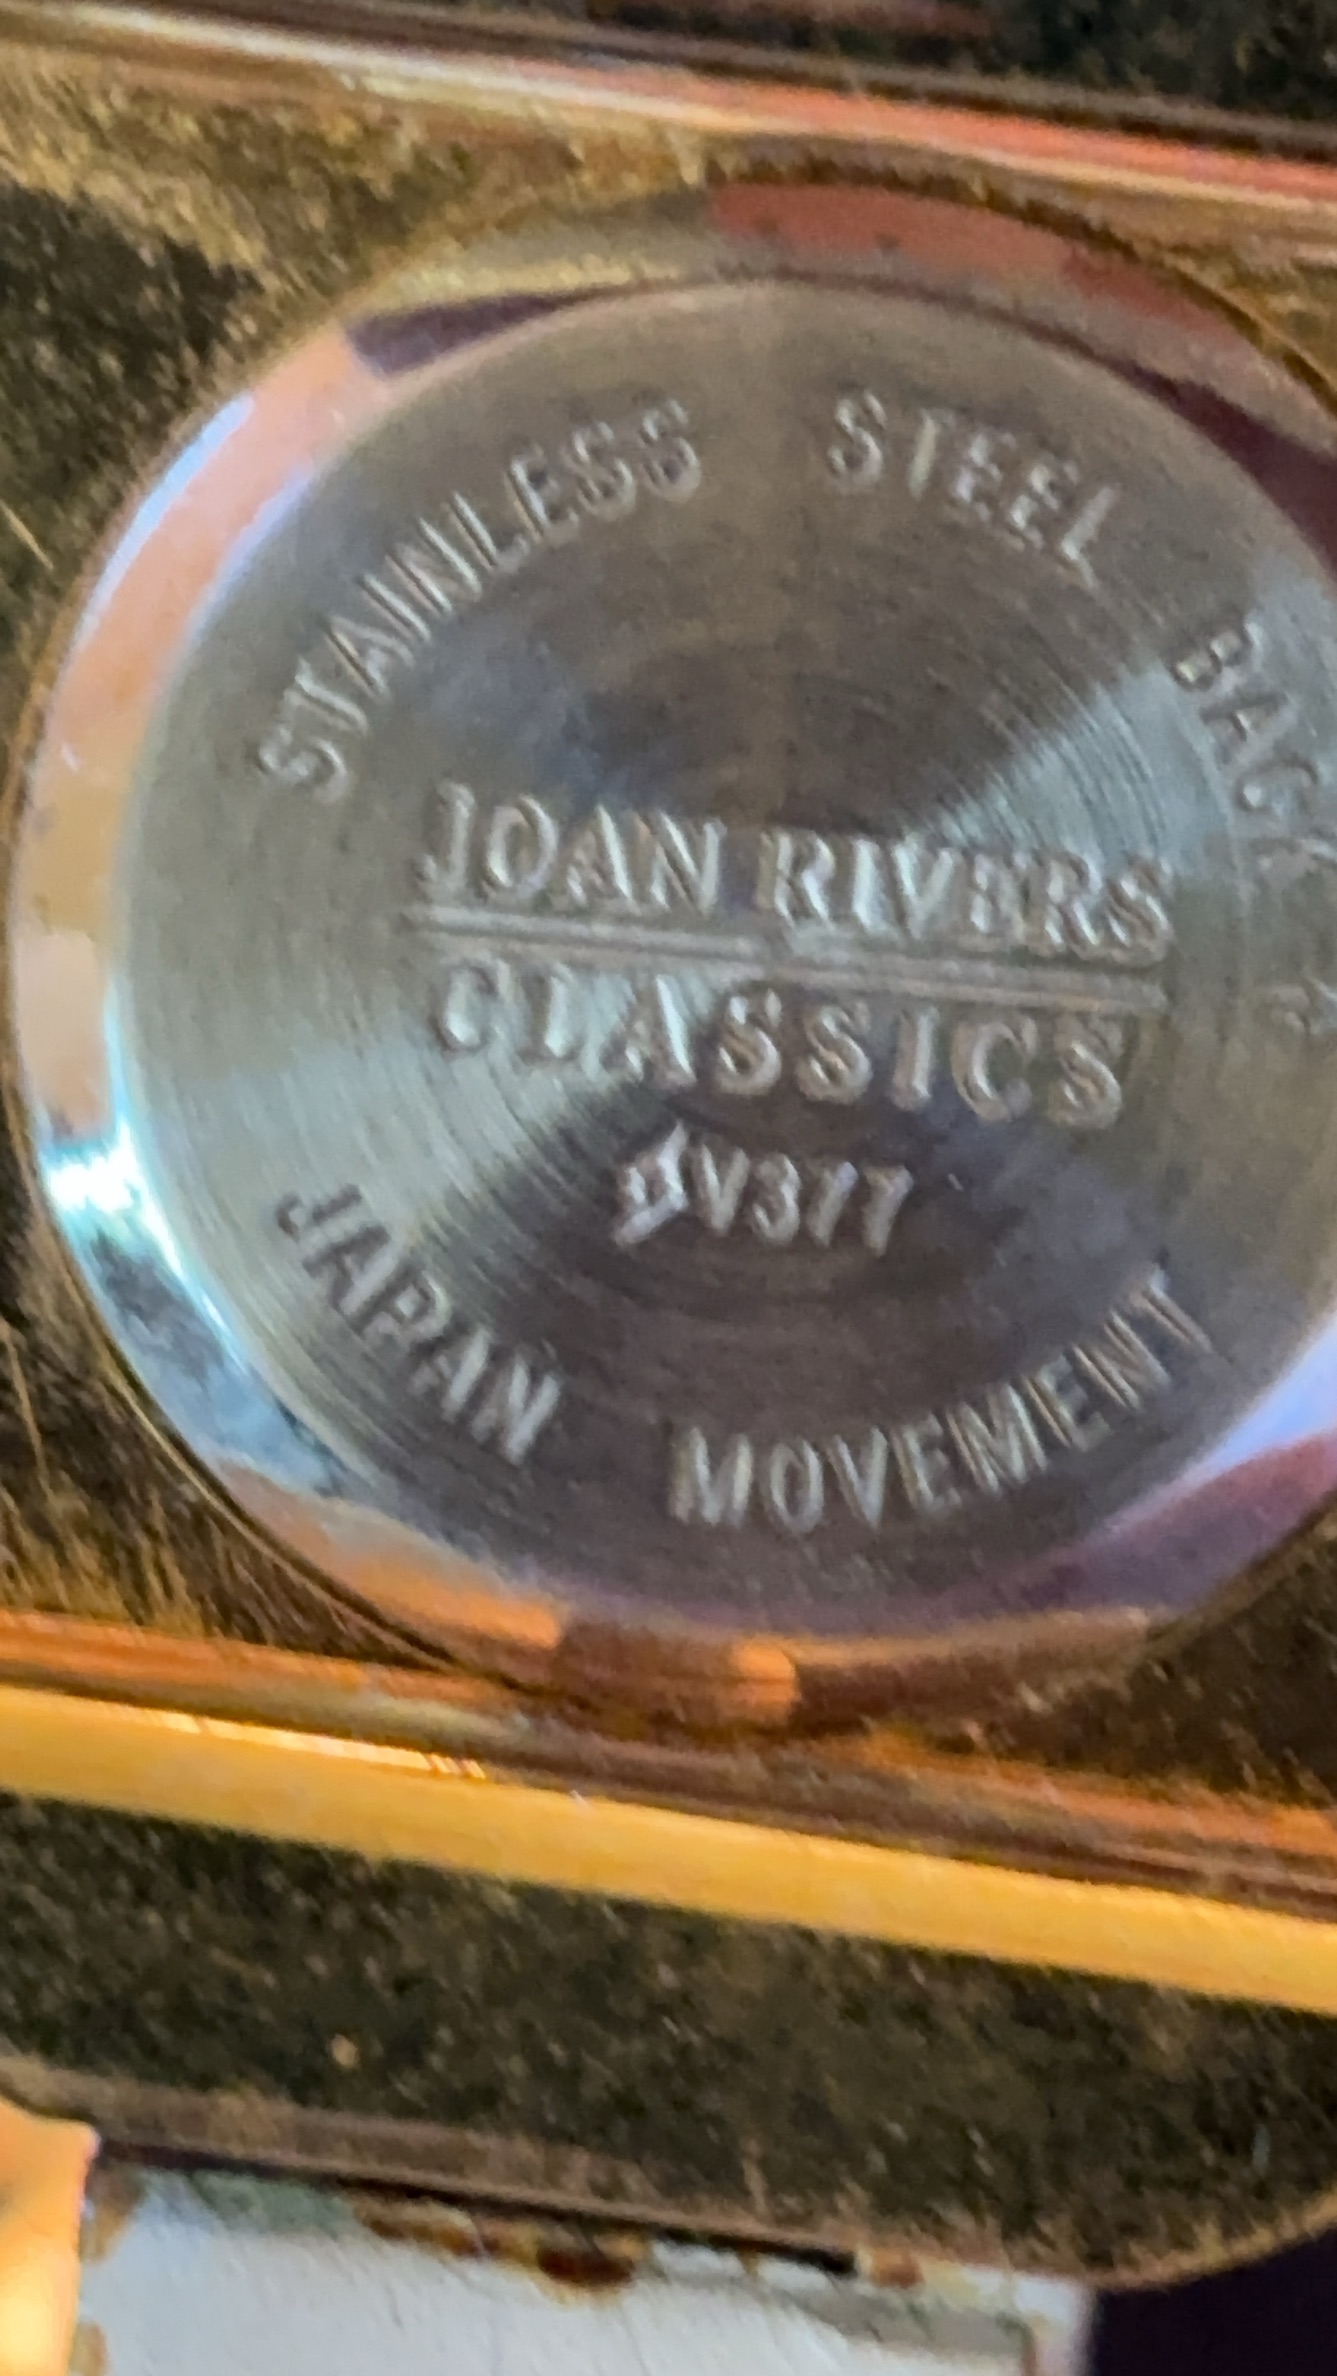 STAINLESS STEEL BACK
JOAN RIVERS
CLASSICS
V377
JAPAN MOVEMENT